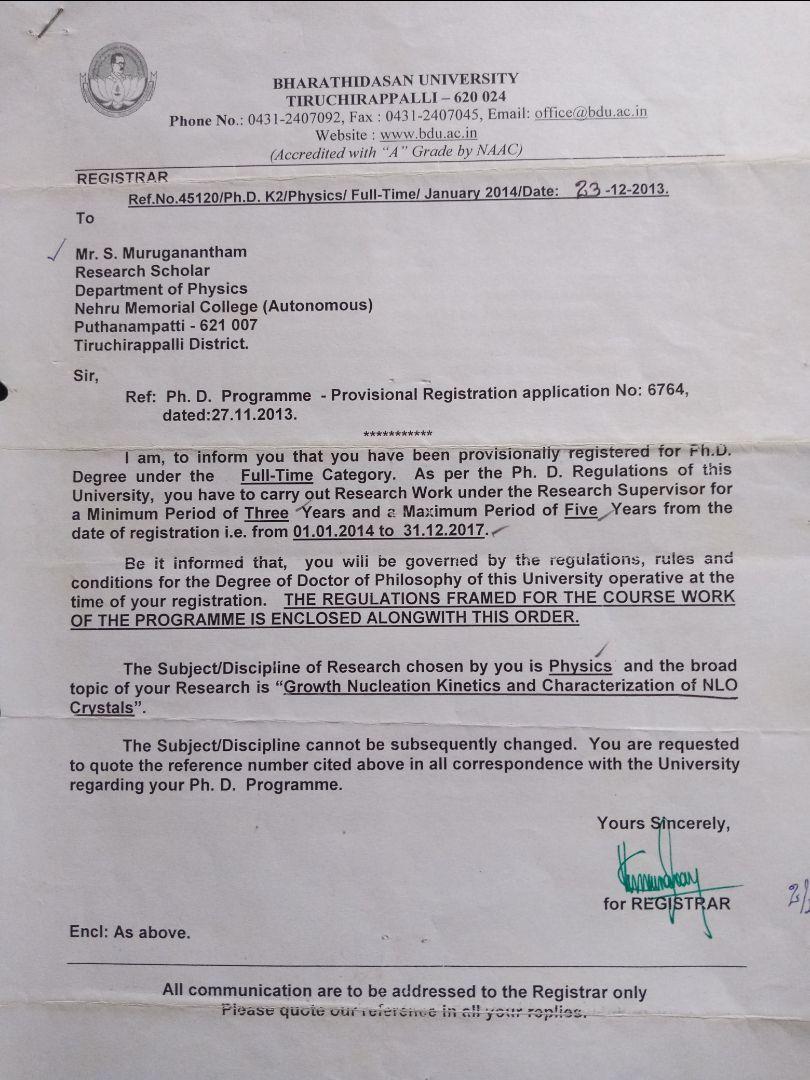 BHARATHIDASAN UNIVERSITY
TIRUCHIRAPPALLI – 620 024
Phone No.: 0431-2407092, Fax : 0431-2407045, Email: office@bdu.ac.in
Website : www.bdu.ac.in
(Accredited with "A" Grade by NAAC)
REGISTRAR
Ref.No.45120/Ph.D. K2/Physics/ Full-Time/ January 2014/Date: 23 -12-2013.
To
Mr. S. Muruganantham
Research Scholar
Department of Physics
Nehru Memorial College (Autonomous)
Puthanampatti - 621 007
Tiruchirappalli District.
Sir,
Ref: Ph. D. Programme - Provisional Registration application No: 6764,
dated:27.11.2013.
***********
I am, to inform you that you have been provisionally registered for Ph.D.
Degree under the Full-Time Category. As per the Ph. D. Regulations of this
University, you have to carry out Research Work under the Research Supervisor for
a Minimum Period of Three Years and a Maximum Period of Five Years from the
date of registration i.e. from 01.01.2014 to 31.12.2017.
Be it informed that, you will be governed by the regulations, rules and
conditions for the Degree of Doctor of Philosophy of this University operative at the
time of your registration. THE REGULATIONS FRAMED FOR THE COURSE WORK
OF THE PROGRAMME IS ENCLOSED ALONGWITH THIS ORDER.
The Subject/Discipline of Research chosen by you is Physics and the broad
topic of your Research is "Growth Nucleation Kinetics and Characterization of NLO
Crystals".
The Subject/Discipline cannot be subsequently changed. You are requested
to quote the reference number cited above in all correspondence with the University
regarding your Ph. D. Programme.
Yours Sincerely,
for REGISTRAR
Encl: As above.
All communication are to be addressed to the Registrar only
Please quote our reference in all your replies.